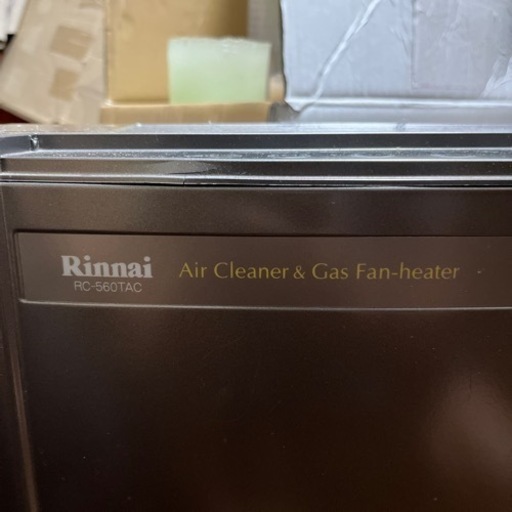 Rinnai Air Cleaner & Gas Fan-heater
RC-560TAC